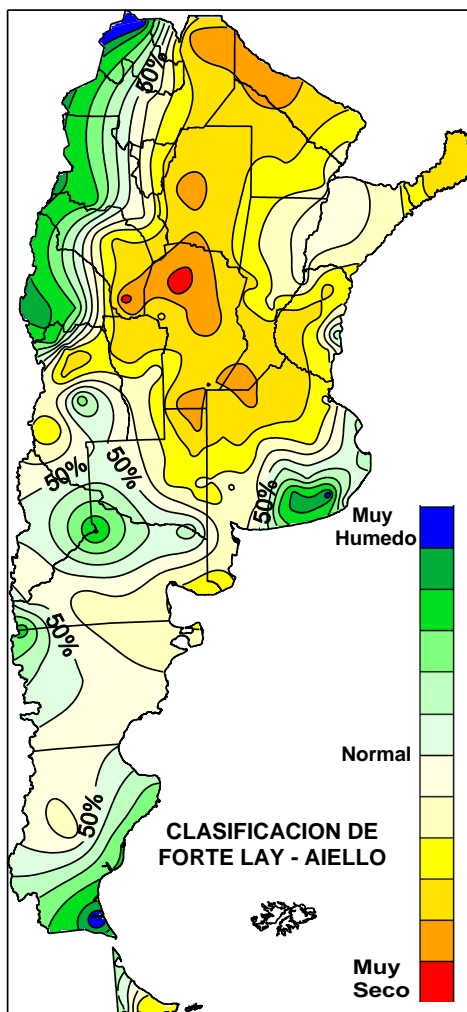 50%
50%
50%
50%
50%
50%
Muy
Humedo
Normal
CLASIFICACION DE
FORTE LAY - AIELLO
Muy
Seco